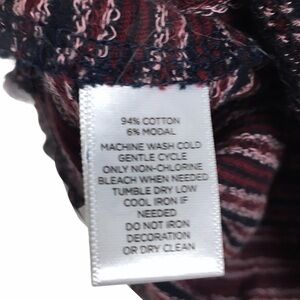 94% COTTON
6% MODAL
MACHINE WASH COLD
GENTLE CYCLE
ONLY NON-CHLORINE
BLEACH WHEN NEEDED
TUMBLE DRY LOW
COOL IRON IF
NEEDED
DO NOT IRON
DECORATION
OR DRY CLEAN